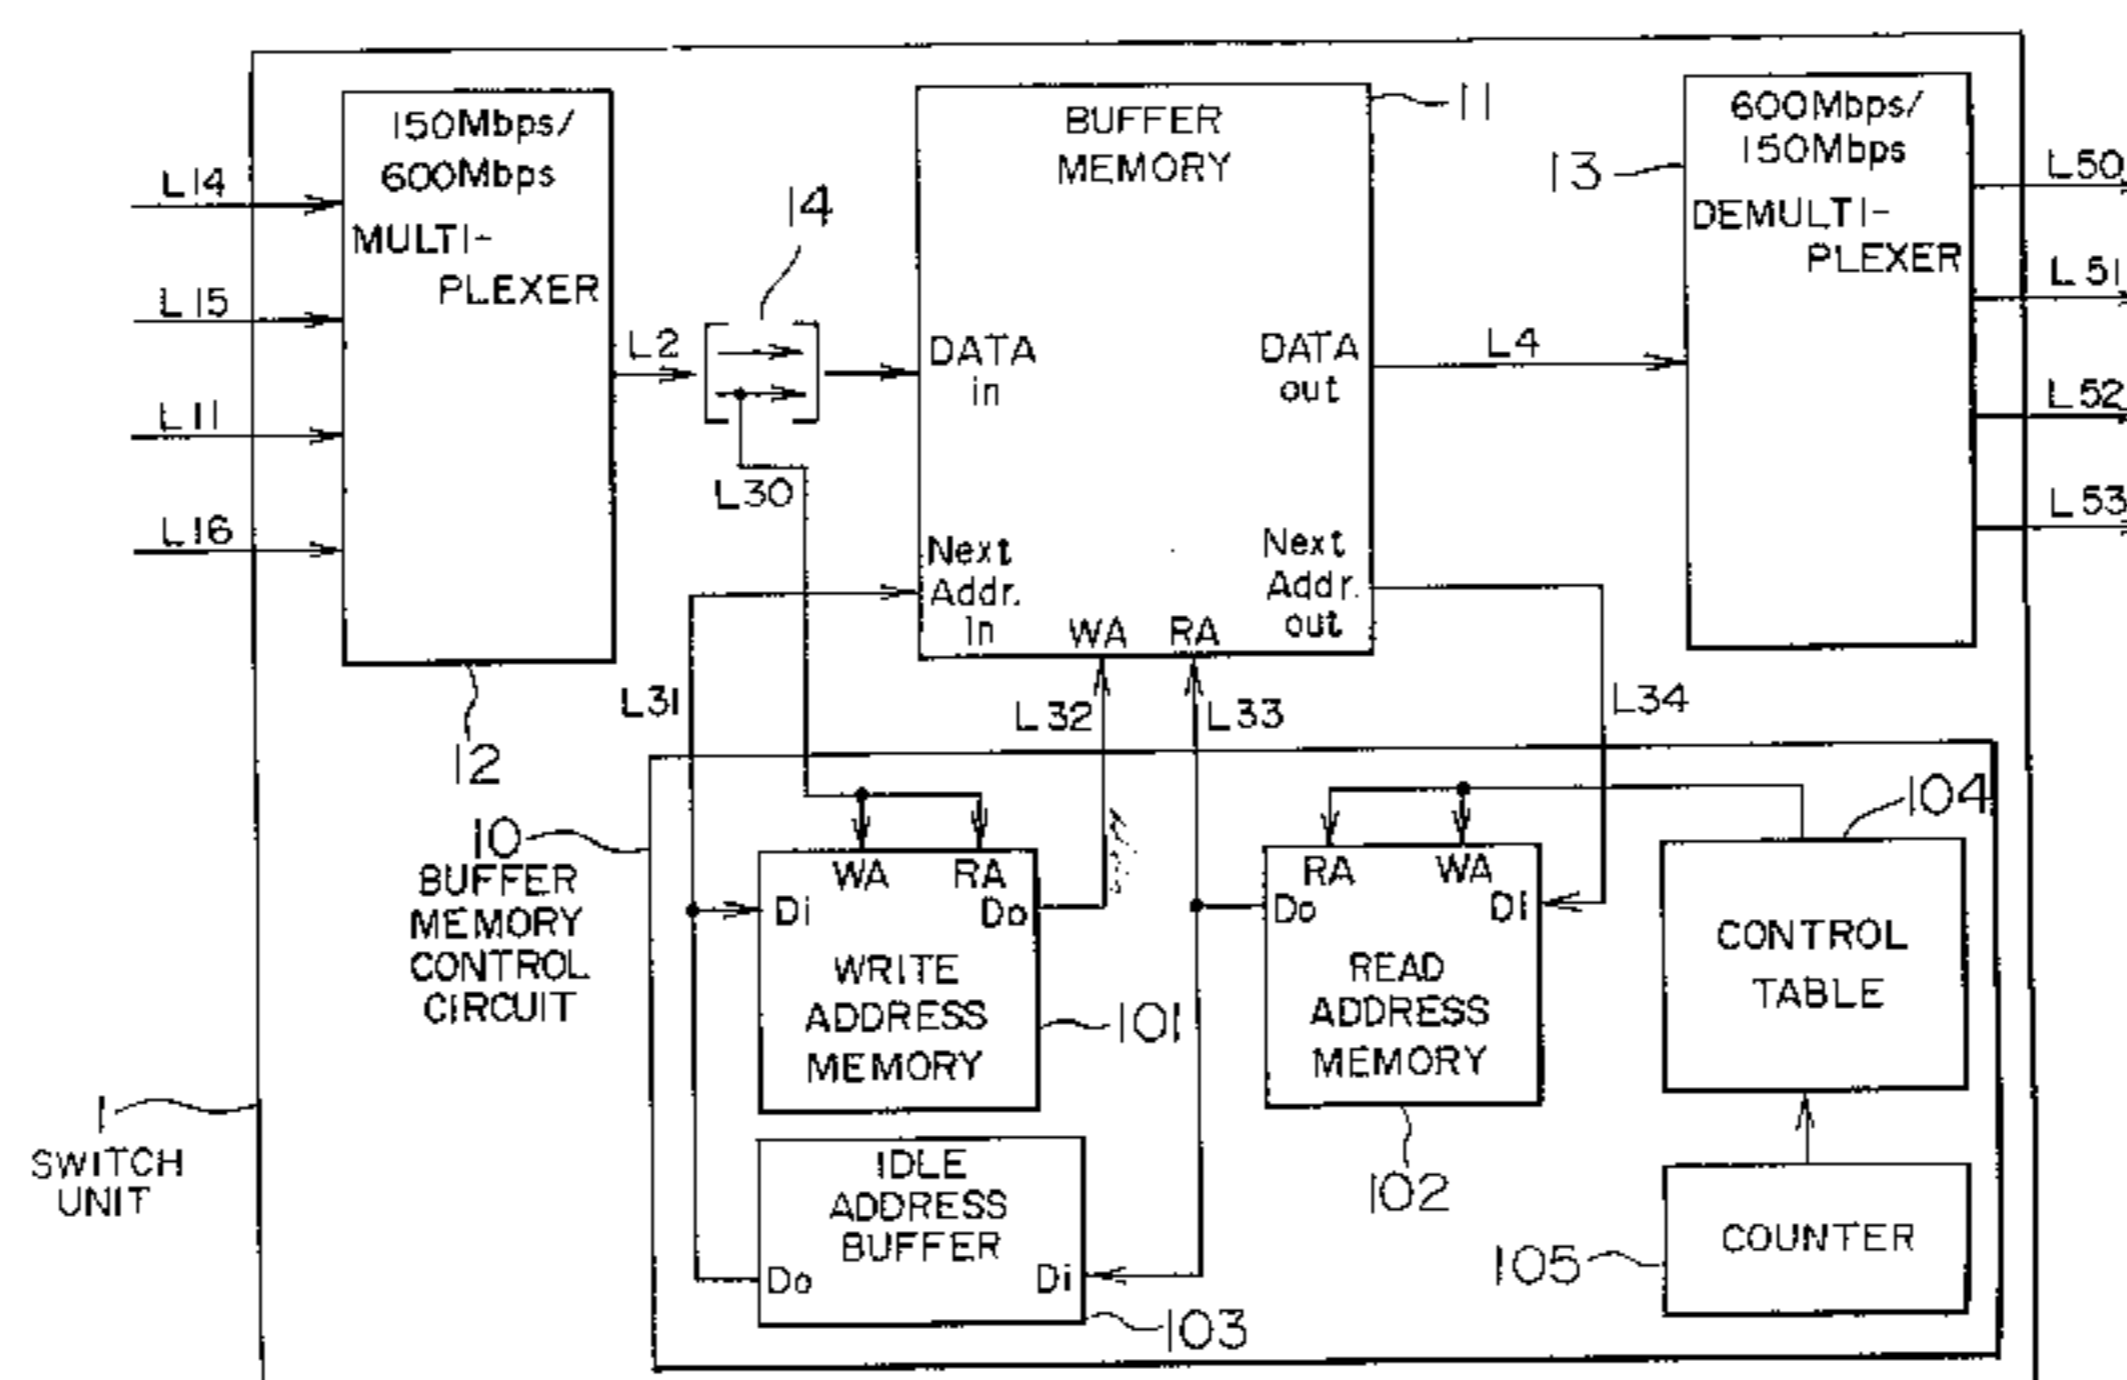 150Mbps/
600Mbps
MULTI-
PLEXER
L14
L15
L11
L16
12
L2
14
L30
BUFFER
MEMORY
11
DATA
in
DATA
out
Next
Addr.
in
Next
Addr.
out
WA
RA
L4
600Mbps/
150Mbps
DEMULTI-
PLEXER
13
L50
L51
L52
L53
L31
L32
L33
L34
10
BUFFER
MEMORY
CONTROL
CIRCUIT
WA
RA
Di
Do
WRITE
ADDRESS
MEMORY
101
RA
WA
Do
Di
READ
ADDRESS
MEMORY
102
104
CONTROL
TABLE
1
SWITCH
UNIT
IDLE
ADDRESS
BUFFER
Do
Di
103
105
COUNTER